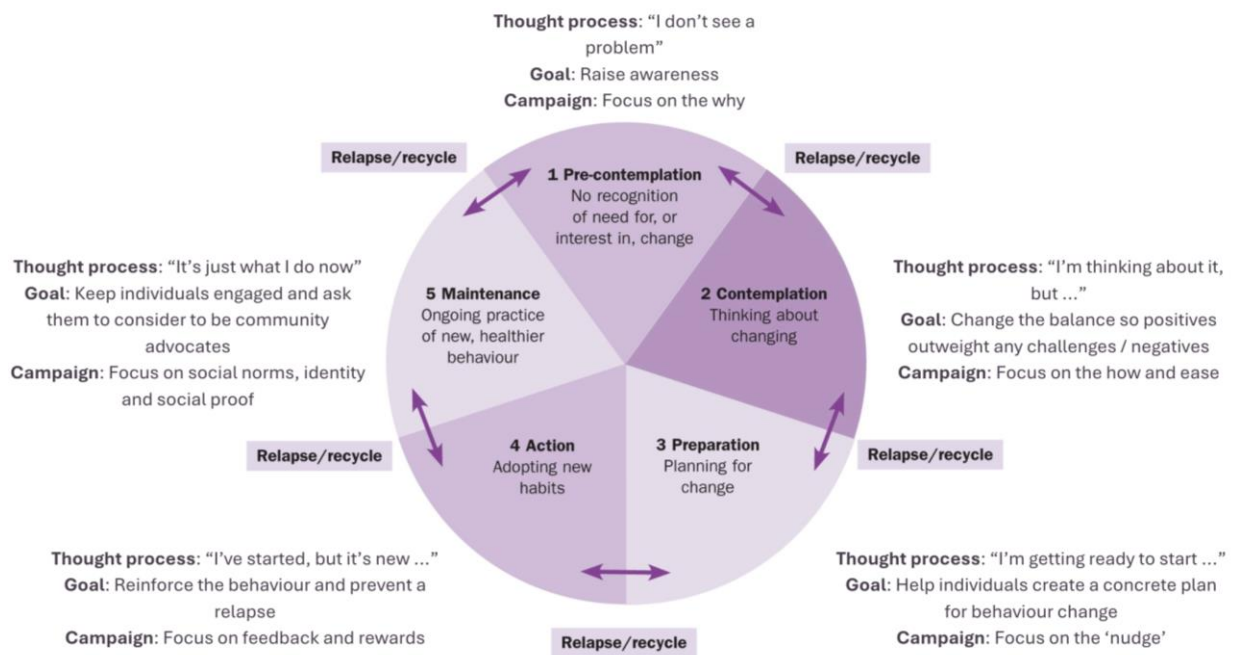 Thought process: “I don’t see a
problem”
Goal: Raise awareness
Campaign: Focus on the why
Relapse/recycle
Relapse/recycle
1 Pre-contemplation
No recognition
of need for, or
interest in, change
Thought process: “It’s just what I do now”
Goal: Keep individuals engaged and ask
them to consider to be community
advocates
Campaign: Focus on social norms, identity
and social proof
5 Maintenance
Ongoing practice
of new, healthier
behaviour
2 Contemplation
Thinking about
changing
Thought process: “I’m thinking about it,
but ...”
Goal: Change the balance so positives
outweight any challenges / negatives
Campaign: Focus on the how and ease
Relapse/recycle
4 Action
Adopting new
habits
3 Preparation
Planning for
change
Relapse/recycle
Thought process: “I’ve started, but it’s new ...”
Goal: Reinforce the behaviour and prevent a
relapse
Campaign: Focus on feedback and rewards
Relapse/recycle
Thought process: “I’m getting ready to start ...”
Goal: Help individuals create a concrete plan
for behaviour change
Campaign: Focus on the ‘nudge’